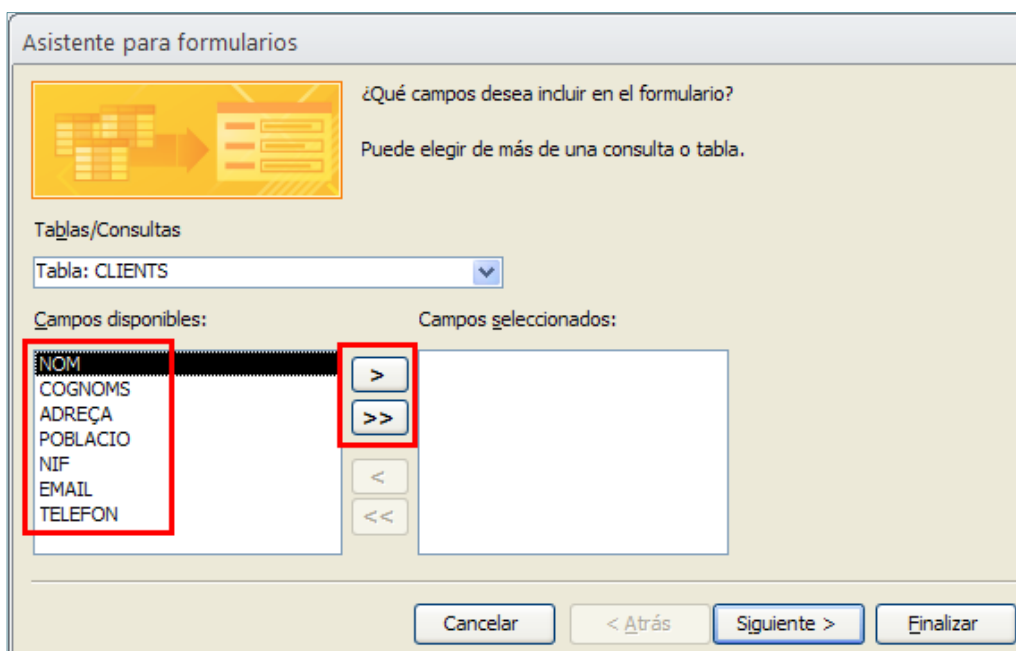 Asistente para formularios
¿Qué campos desea incluir en el formulario?
Puede elegir de más de una consulta o tabla.
Tablas/Consultas
Tabla: CLIENTS
Campos disponibles:
Campos seleccionados:
NOM
COGNOMS
ADREÇA
POBLACIO
NIF
EMAIL
TELEFON
>
>>
<
<<
Cancelar
< Atrás
Siguiente >
Finalizar